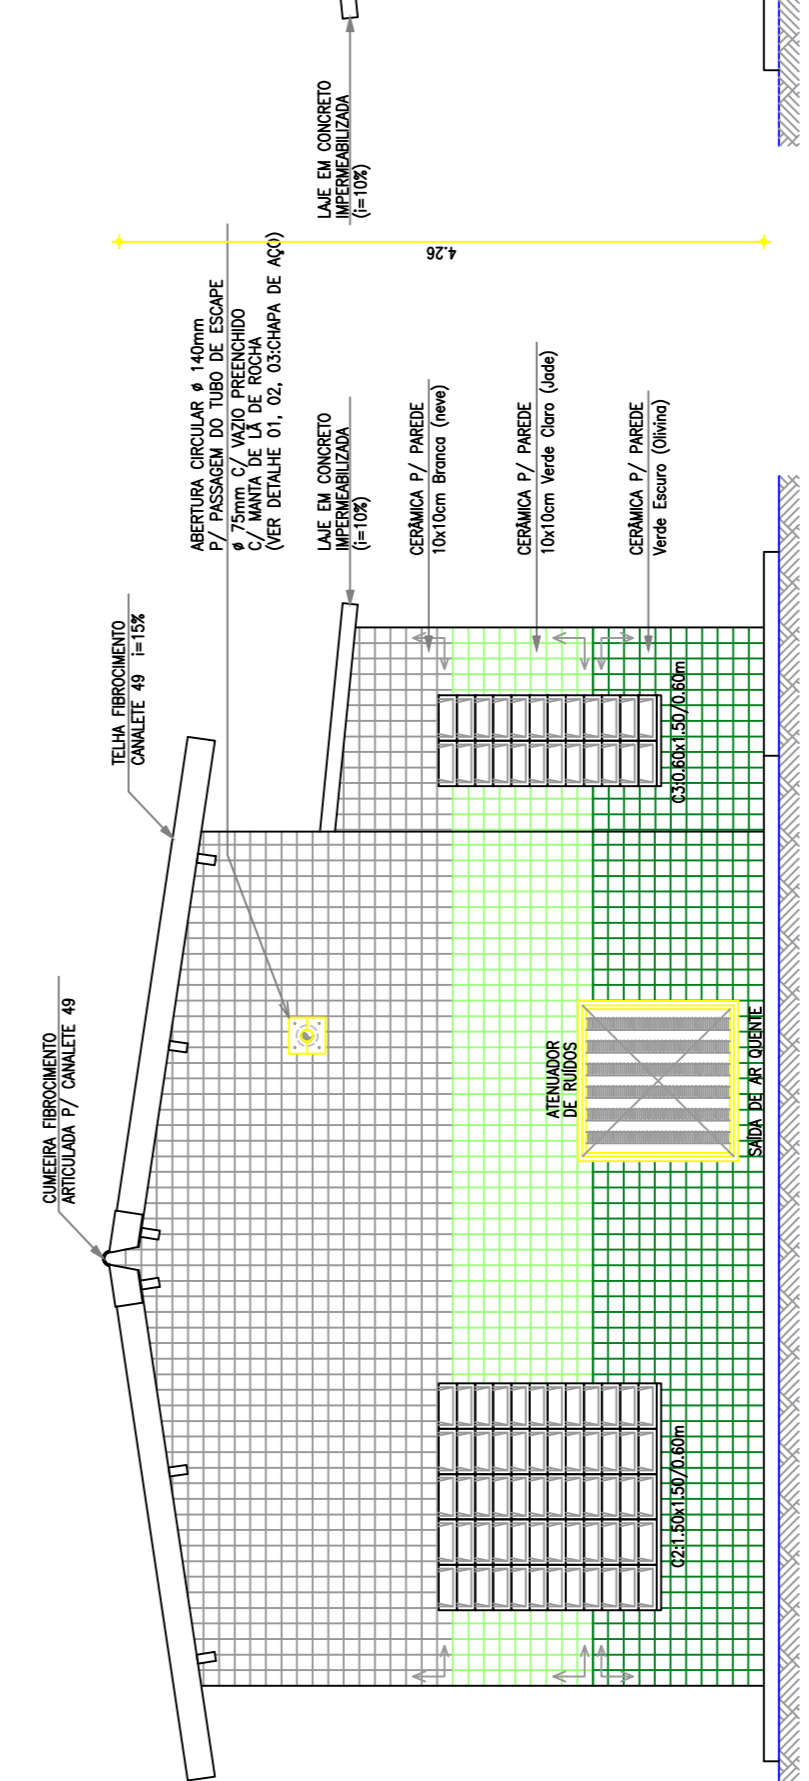 CUMEEIRA FIBROCIMENTO
ARTICULADA P/ CANALETE 49
TELHA FIBROCIMENTO
CANALETE 49 i=15%
ABERTURA CIRCULAR ø 140mm
P/ PASSAGEM DO TUBO DE ESCAPE
ø 75mm C/ VAZIO PREENCHIDO
C/ MANTA DE LÃ DE ROCHA
(VER DETALHE 01, 02, 03:CHAPA DE AÇO)
LAJE EM CONCRETO
IMPERMEABILIZADA
(i=10%)
LAJE EM CONCRETO
IMPERMEABILIZADA
(i=10%)
4.26
CERÂMICA P/ PAREDE
10x10cm Branca (neve)
CERÂMICA P/ PAREDE
10x10cm Verde Claro (Jade)
CERÂMICA P/ PAREDE
Verde Escuro (Olivina)
ATENUADOR
DE RUÍDOS
C2:1.50x1.50/0.60m
C3:0.60x1.50/0.60m
SAÍDA DE AR QUENTE